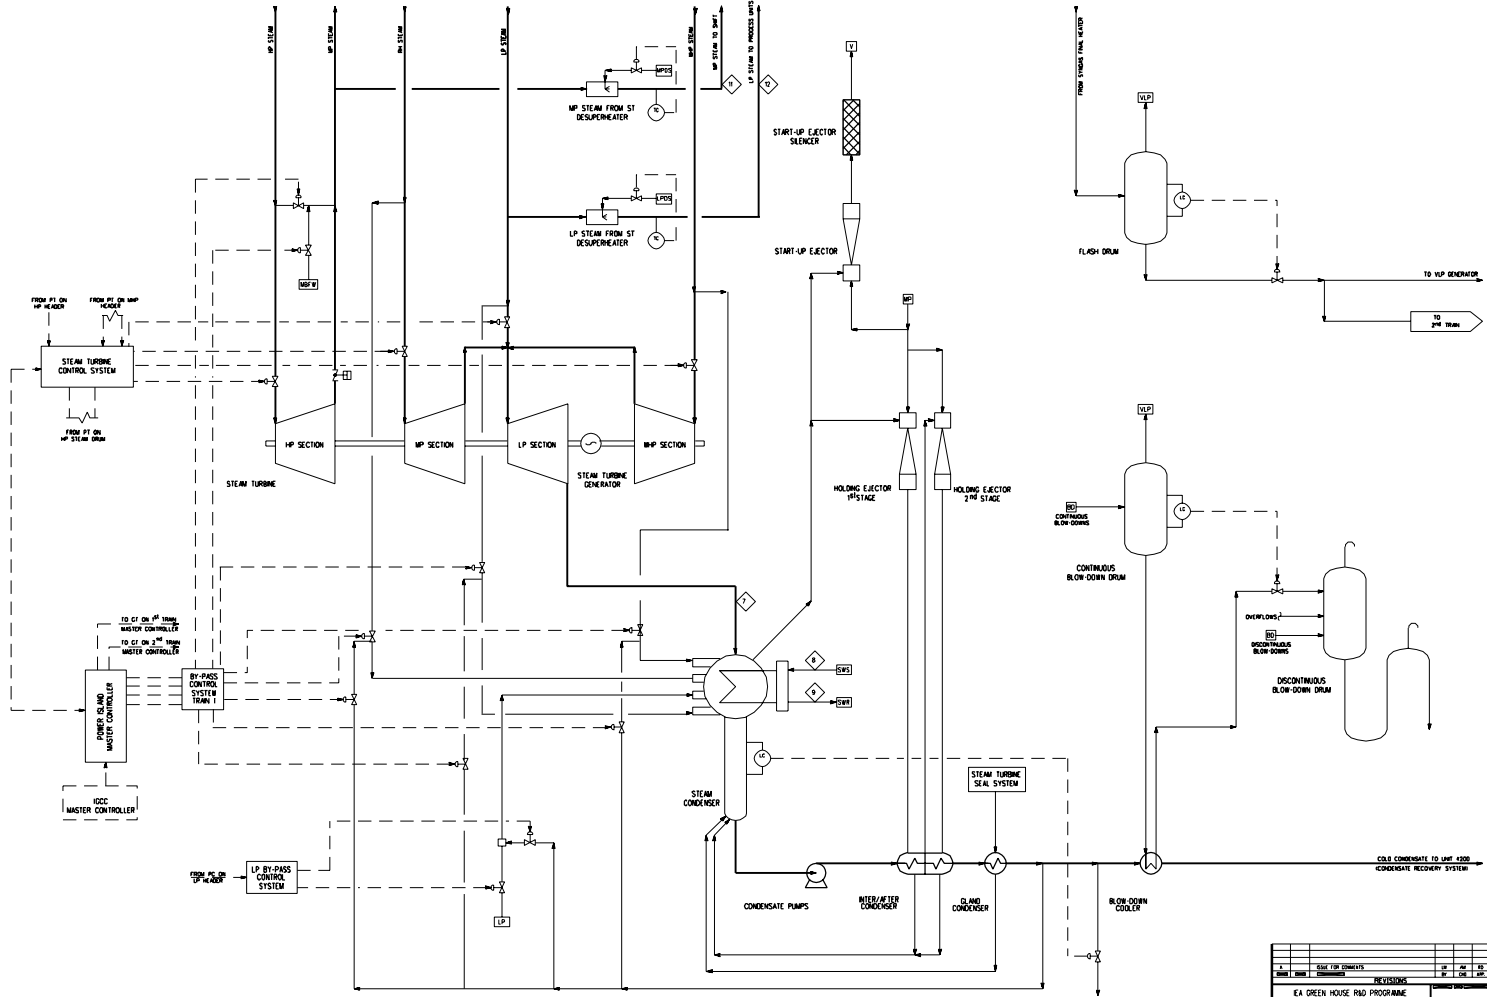 HP STEAM
MP STEAM
RH STEAM
LP STEAM
MHP STEAM
MP STEAM TO SHIFT
LP STEAM TO PROCESS UNITS
11
12
MPDS
TC
MP STEAM FROM ST
DESUPERHEATER
LPDS
TC
LP STEAM FROM ST
DESUPERHEATER
V
START-UP EJECTOR
SILENCER
START-UP EJECTOR
MP
FROM SYNGAS FINAL HEATER
VLP
LC
FLASH DRUM
TO VLP GENERATOR
TO
2nd TRAIN
MBFW
FROM PT ON
HP HEADER
FROM PT ON MHP
HEADER
STEAM TURBINE
CONTROL SYSTEM
FROM PT ON
HP STEAM DRUM
HP SECTION
MP SECTION
LP SECTION
MHP SECTION
STEAM TURBINE
STEAM TURBINE
GENERATOR
HOLDING EJECTOR
1st STAGE
HOLDING EJECTOR
2nd STAGE
VLP
BD
CONTINUOUS
BLOW-DOWNS
LC
CONTINUOUS
BLOW-DOWN DRUM
OVERFLOWS
BD
DISCONTINUOUS
BLOW-DOWNS
DISCONTINUOUS
BLOW-DOWN DRUM
7
8
SWS
9
SWR
TO GT ON 1st TRAIN
MASTER CONTROLLER
TO GT ON 2nd TRAIN
MASTER CONTROLLER
POWER ISLAND
MASTER CONTROLLER
BY-PASS
CONTROL
SYSTEM
TRAIN 1
IGCC
MASTER CONTROLLER
LC
STEAM
CONDENSER
STEAM TURBINE
SEAL SYSTEM
FROM PC ON
LP HEADER
LP BY-PASS
CONTROL
SYSTEM
LP
CONDENSATE PUMPS
INTER/AFTER
CONDENSER
GLAND
CONDENSER
BLOW-DOWN
COOLER
COLD CONDENSATE TO UNIT 4200
(CONDENSATE RECOVERY SYSTEM)
A
ISSUE FOR COMMENTS
REVISIONS
IEA GREEN HOUSE R&D PROGRAMME